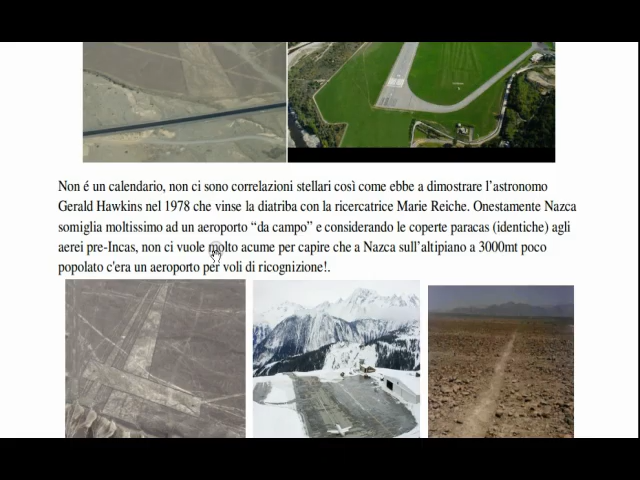 Non é un calendario, non ci sono correlazioni stellari così come ebbe a dimostrare l'astronomo
Gerald Hawkins nel 1978 che vinse la diatriba con la ricercatrice Marie Reiche. Onestamente Nazca
somiglia moltissimo ad un aeroporto “da campo” e considerando le coperte paracas (identiche) agli
aerei pre-Incas, non ci vuole molto acume per capire che a Nazca sull'altipiano a 3000mt poco
popolato c'era un aeroporto per voli di ricognizione!.